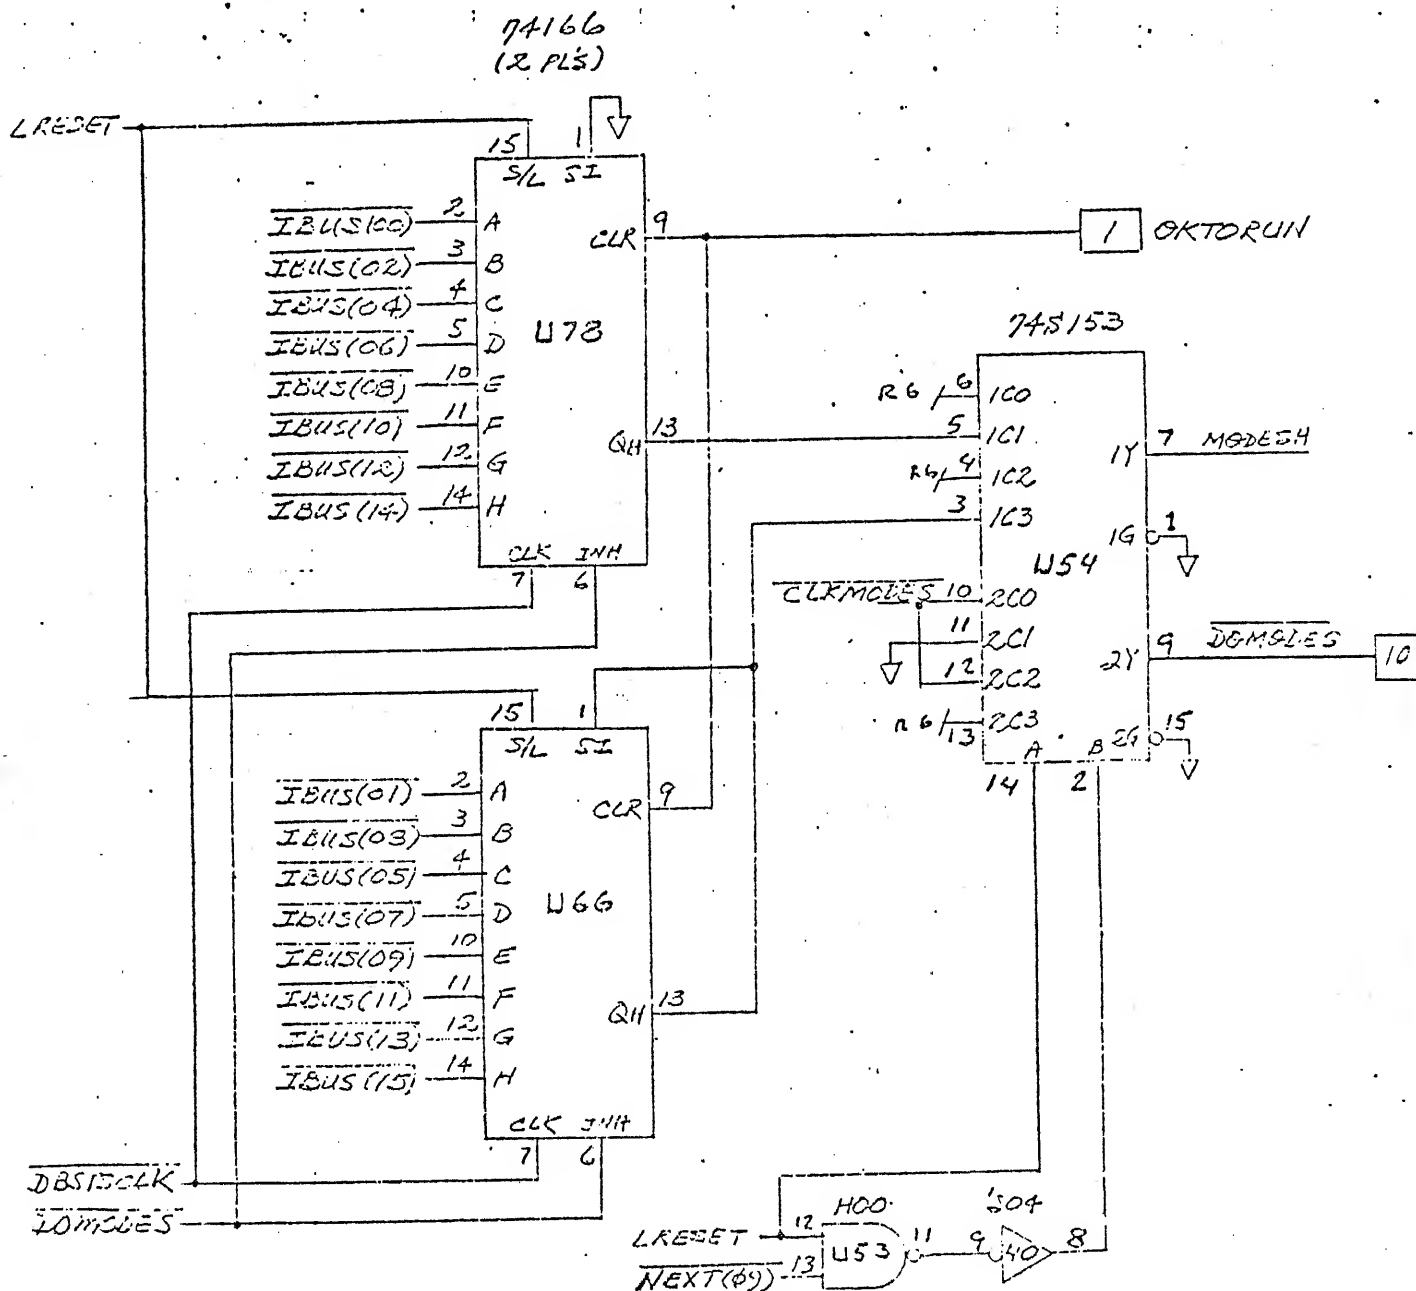 74166
(2 PL'S)
LRESET
15 1
S/L SI
IBUS(00) 2 A
IBUS(02) 3 B
IBUS(04) 4 C
IBUS(06) 5 D
IBUS(08) 10 E
IBUS(10) 11 F
IBUS(12) 12 G
IBUS(14) 14 H
U78
CLR 9
QH 13
CLK INH
7 6
1 OKTORUN
74S153
R6 6 1C0
5 1C1
R6 4 1C2
3 1C3
CLKMODES 10 2C0
11 2C1
12 2C2
R6 13 2C3
U54
1Y 7 MODESH
1G 1
2Y 9 DOMODES 10
2G 15
A B
14 2
15 1
S/L SI
IBUS(01) 2 A
IBUS(03) 3 B
IBUS(05) 4 C
IBUS(07) 5 D
IBUS(09) 10 E
IBUS(11) 11 F
IBUS(13) 12 G
IBUS(15) 14 H
U66
CLR 9
QH 13
CLK INH
7 6
LRESET 12
NEXT(09) 13
H00
U53 11
'S04
9 40 8